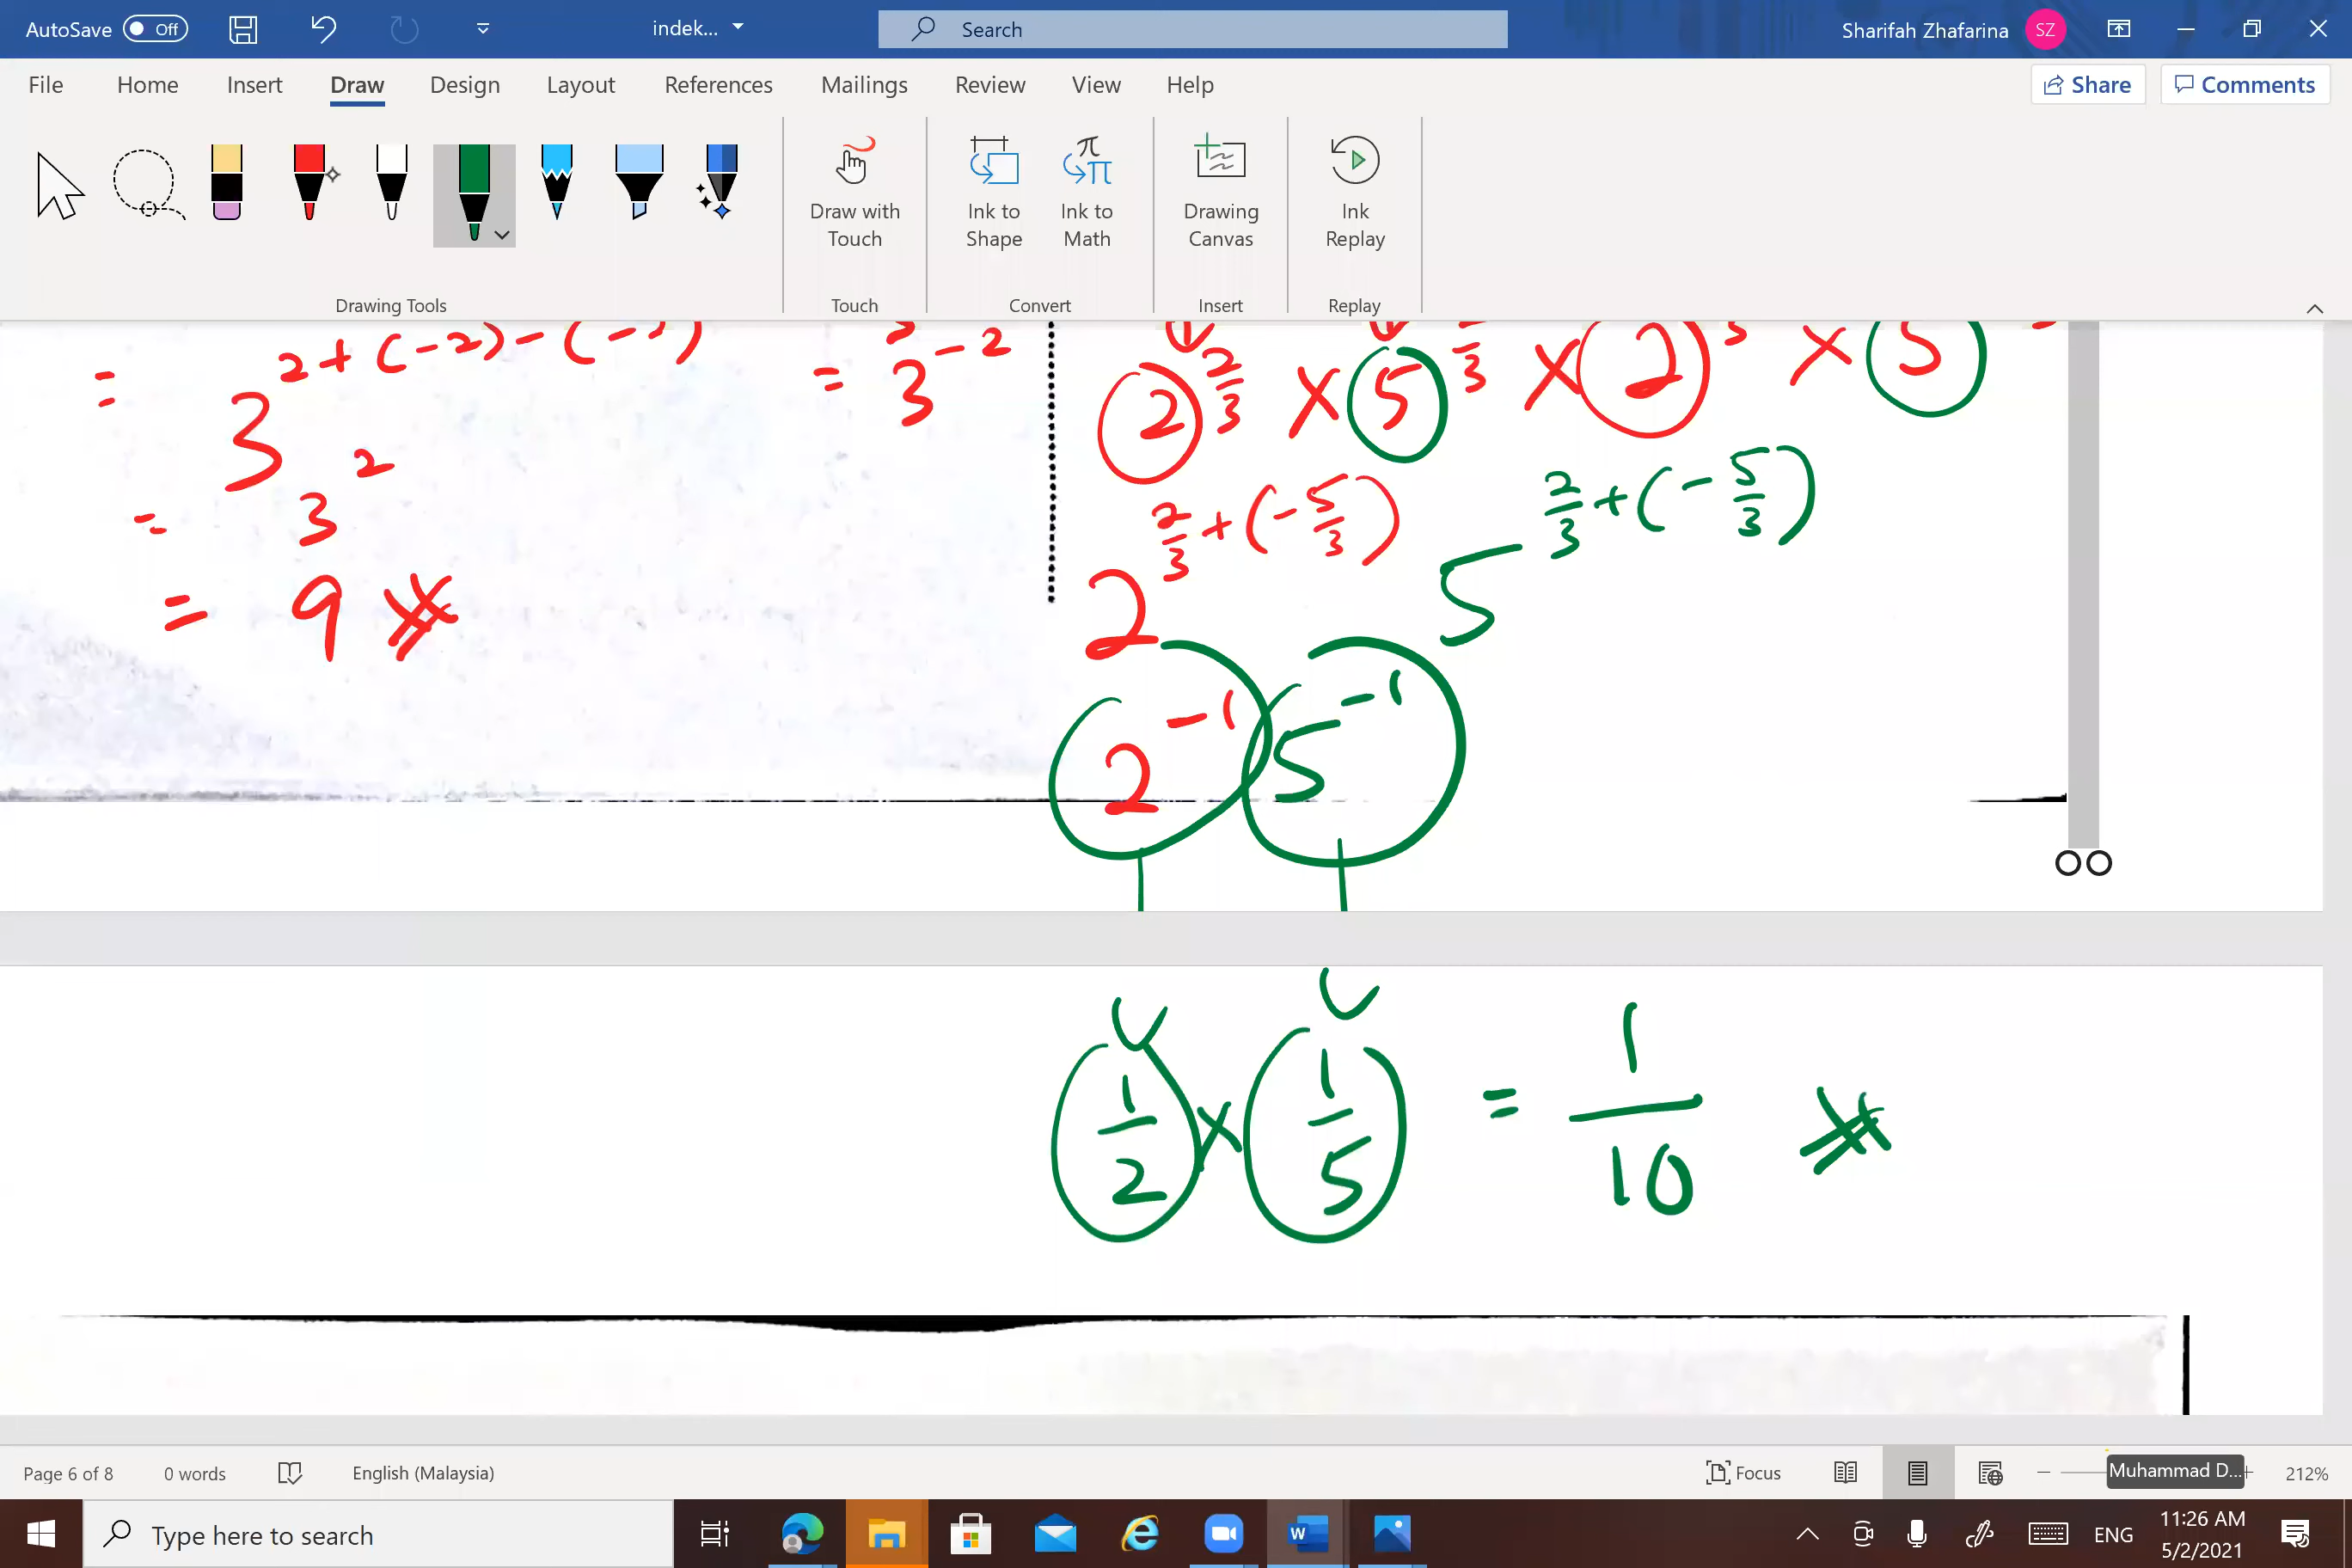 AutoSave Off indek... Search Sharifah Zhafarina SZ
File Home Insert Draw Design Layout References Mailings Review View Help Share Comments
Draw with Touch
Ink to Shape
Ink to Math
Drawing Canvas
Ink Replay
Drawing Tools Touch Convert Insert Replay
= 3^2 + (-2) - (-
= 3^2
= 9
= 3^-2
2^2/3 × 5 × 2 × 5
2^2/3 + (-5/3) 5^2/3 + (-5/3)
2^-1 5^-1
1/2 × 1/5 = 1/10
Page 6 of 8 0 words English (Malaysia) Focus Muhammad D... 212%
Type here to search ENG 11:26 AM
5/2/2021